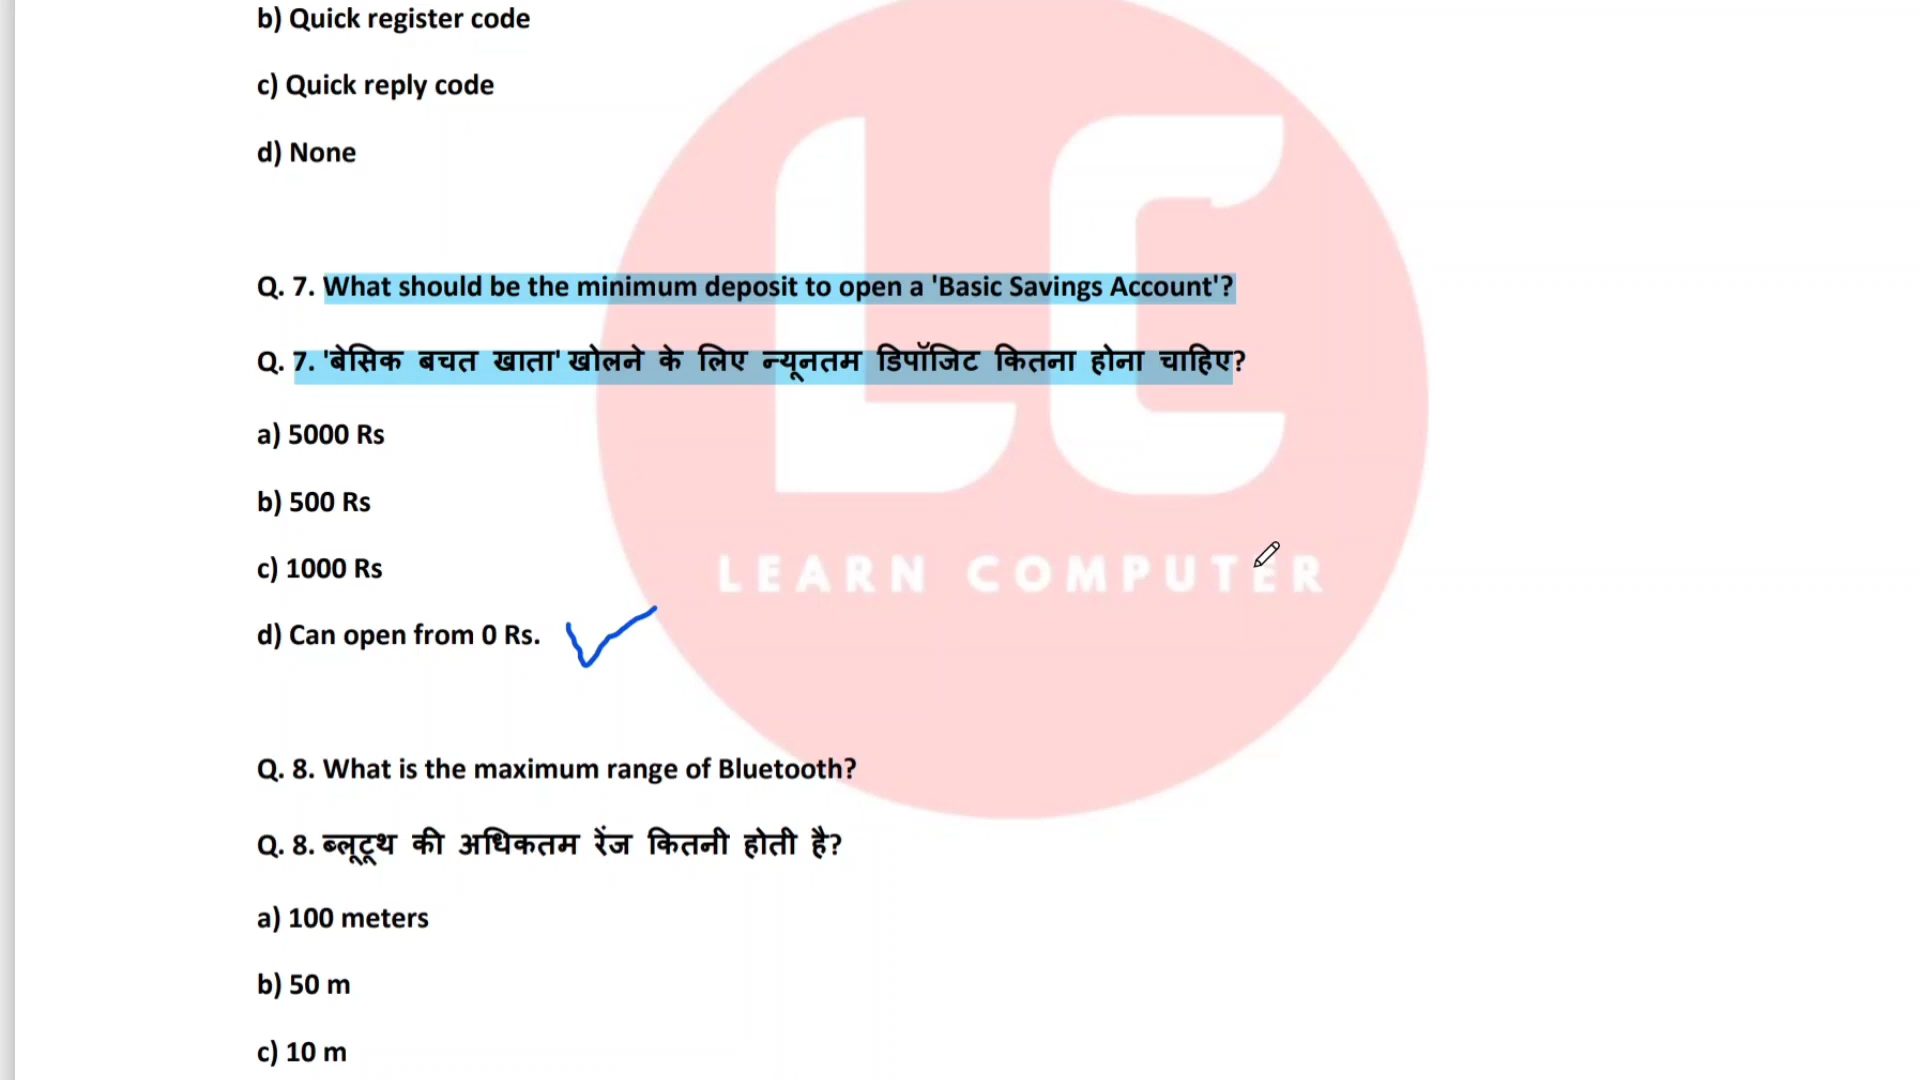 b) Quick register code
c) Quick reply code
d) None
Q. 7. What should be the minimum deposit to open a 'Basic Savings Account'?
Q. 7. 'बेसिक बचत खाता' खोलने के लिए न्यूनतम डिपॉजिट कितना होना चाहिए?
a) 5000 Rs
b) 500 Rs
c) 1000 Rs
d) Can open from 0 Rs.
LC
LEARN COMPUTER
Q. 8. What is the maximum range of Bluetooth?
Q. 8. ब्लूटूथ की अधिकतम रेंज कितनी होती है?
a) 100 meters
b) 50 m
c) 10 m